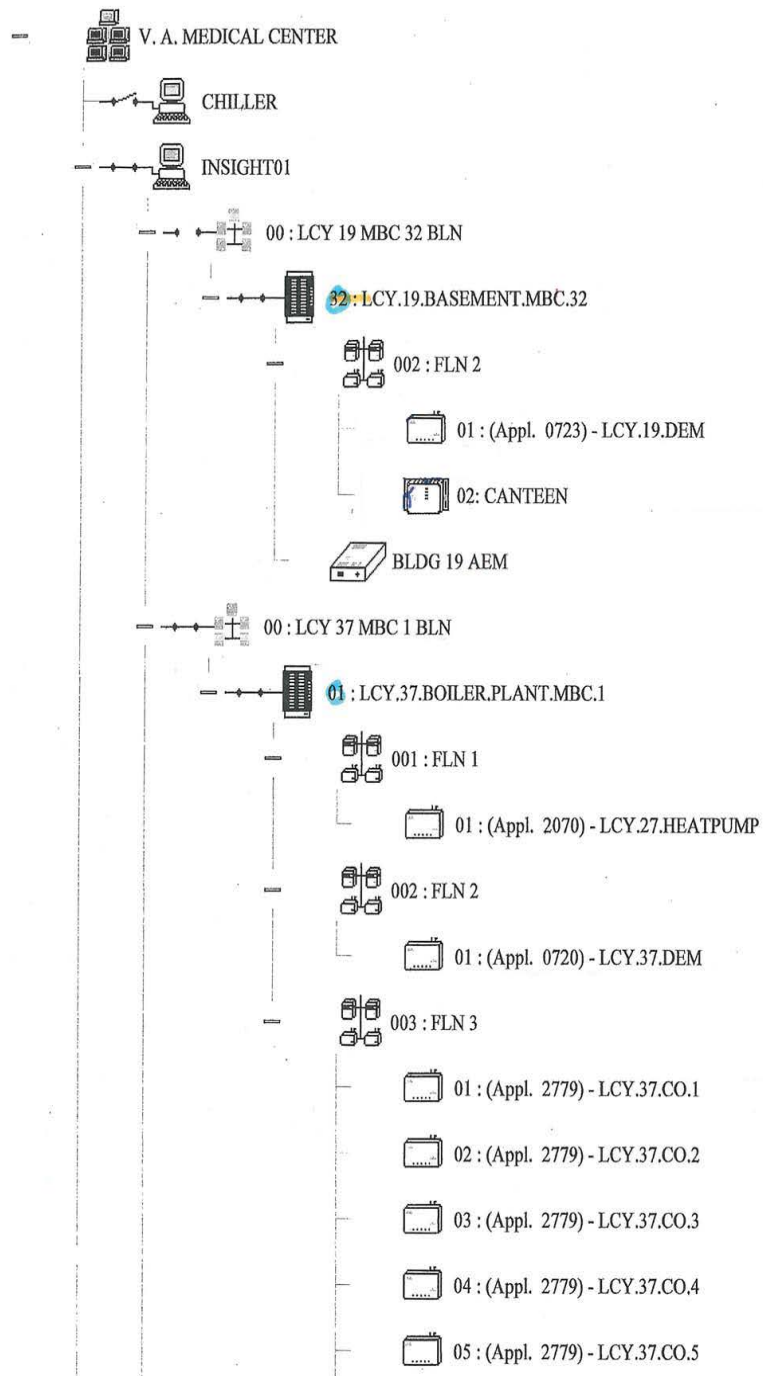 V. A. MEDICAL CENTER
CHILLER
INSIGHT01
00 : LCY 19 MBC 32 BLN
32 : LCY.19.BASEMENT.MBC.32
002 : FLN 2
01 : (Appl. 0723) - LCY.19.DEM
02: CANTEEN
BLDG 19 AEM
00 : LCY 37 MBC 1 BLN
01 : LCY.37.BOILER.PLANT.MBC.1
001 : FLN 1
01 : (Appl. 2070) - LCY.27.HEATPUMP
002 : FLN 2
01 : (Appl. 0720) - LCY.37.DEM
003 : FLN 3
01 : (Appl. 2779) - LCY.37.CO.1
02 : (Appl. 2779) - LCY.37.CO.2
03 : (Appl. 2779) - LCY.37.CO.3
04 : (Appl. 2779) - LCY.37.CO.4
05 : (Appl. 2779) - LCY.37.CO.5